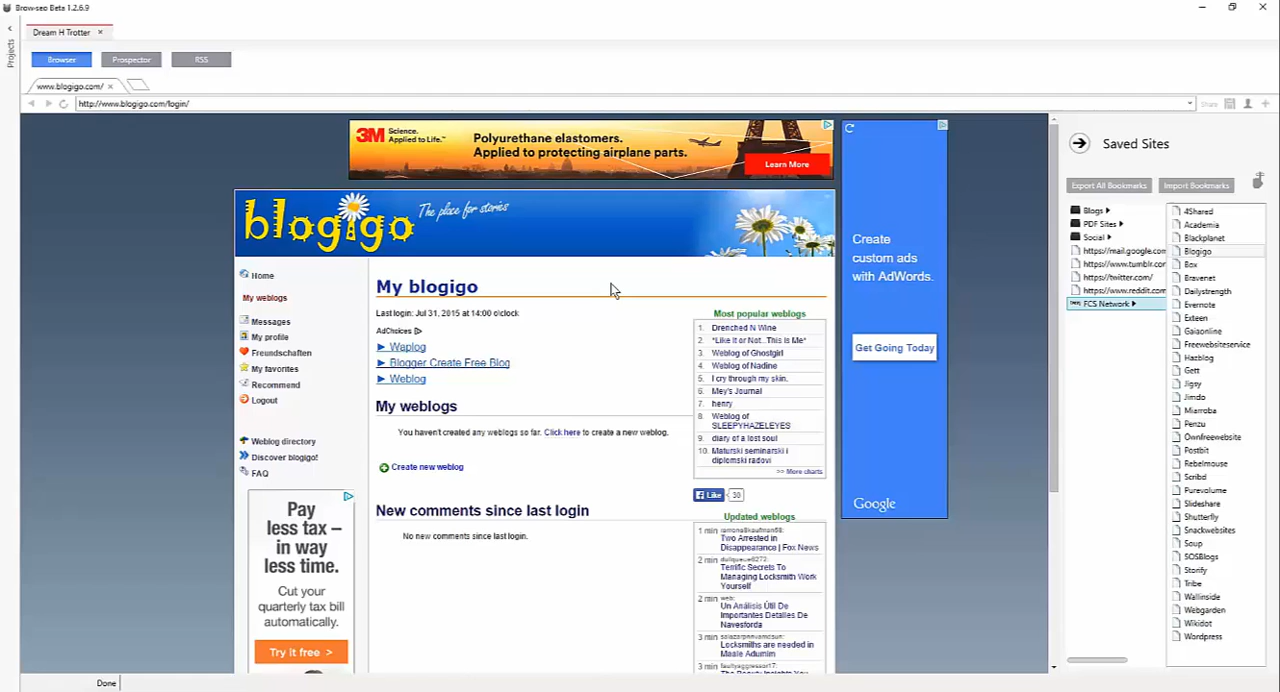 Brow-seo Beta 1.2.6.9
Dream H Trotter
Projects
Browser
Prospector
RSS
www.blogigo.com/
http://www.blogigo.com/login/
Share
3M Science.
Applied to Life.™
Polyurethane elastomers.
Applied to protecting airplane parts.
Learn More
blogigo
The place for stories
Home
My weblogs
Messages
My profile
Freundschaften
My favorites
Recommend
Logout
Weblog directory
Discover blogigo!
FAQ
Pay
less tax –
in way
less time.
Cut your
quarterly tax bill
automatically.
Try it free >
My blogigo
Last login: Jul 31, 2015 at 14:00 o'clock
AdChoices
► Weplog
► Blogger Create Free Blog
► Weblog
My weblogs
You haven't created any weblogs so far. Click here to create a new weblog.
Create new weblog
New comments since last login
No new comments since last login.
Most popular weblogs
1. Drenched N Wine
2. *Like It or Not..This Is Me*
3. Weblog of Ghostgirl
4. Weblog of Nadine
5. I cry through my skin.
6. Mey's Journal
7. henry
8. Weblog of
SLEEPYHAZELEYES
9. diary of a lost soul
10. Maturski seminarski i
diplomski radovi
>> More charts
Like 30
Updated weblogs
1 min
Two Arrested in
Disappearance | Fox News
2 min
Terrific Secrets To
Managing Locksmith Work
Yourself
2 min web:
Un Análisis Útil De
Importantes Detalles De
Navesforda
3 min
Locksmiths are needed in
Maale Adumim
3 min faultyaggressor17:
Create
custom ads
with AdWords.
Get Going Today
Google
Saved Sites
Export All Bookmarks
Import Bookmarks
Blogs
PDF Sites
Social
https://mail.google.com
https://www.tumblr.com
https://twitter.com/
https://www.reddit.com
FCS Network
4Shared
Academia
Blackplanet
Blogigo
Box
Bravenet
Dailystrength
Evernote
Exteen
Gaiaonline
Freewebsiteservice
Hazblog
Gett
Jigsy
Jimdo
Miarroba
Penzu
Ownfreewebsite
Postbit
Rebelmouse
Scribd
Purevolume
Slideshare
Shutterfly
Snackwebsites
Soup
SOSBlogs
Storify
Tribe
Wallinside
Webgarden
Wikidot
Wordpress
Done